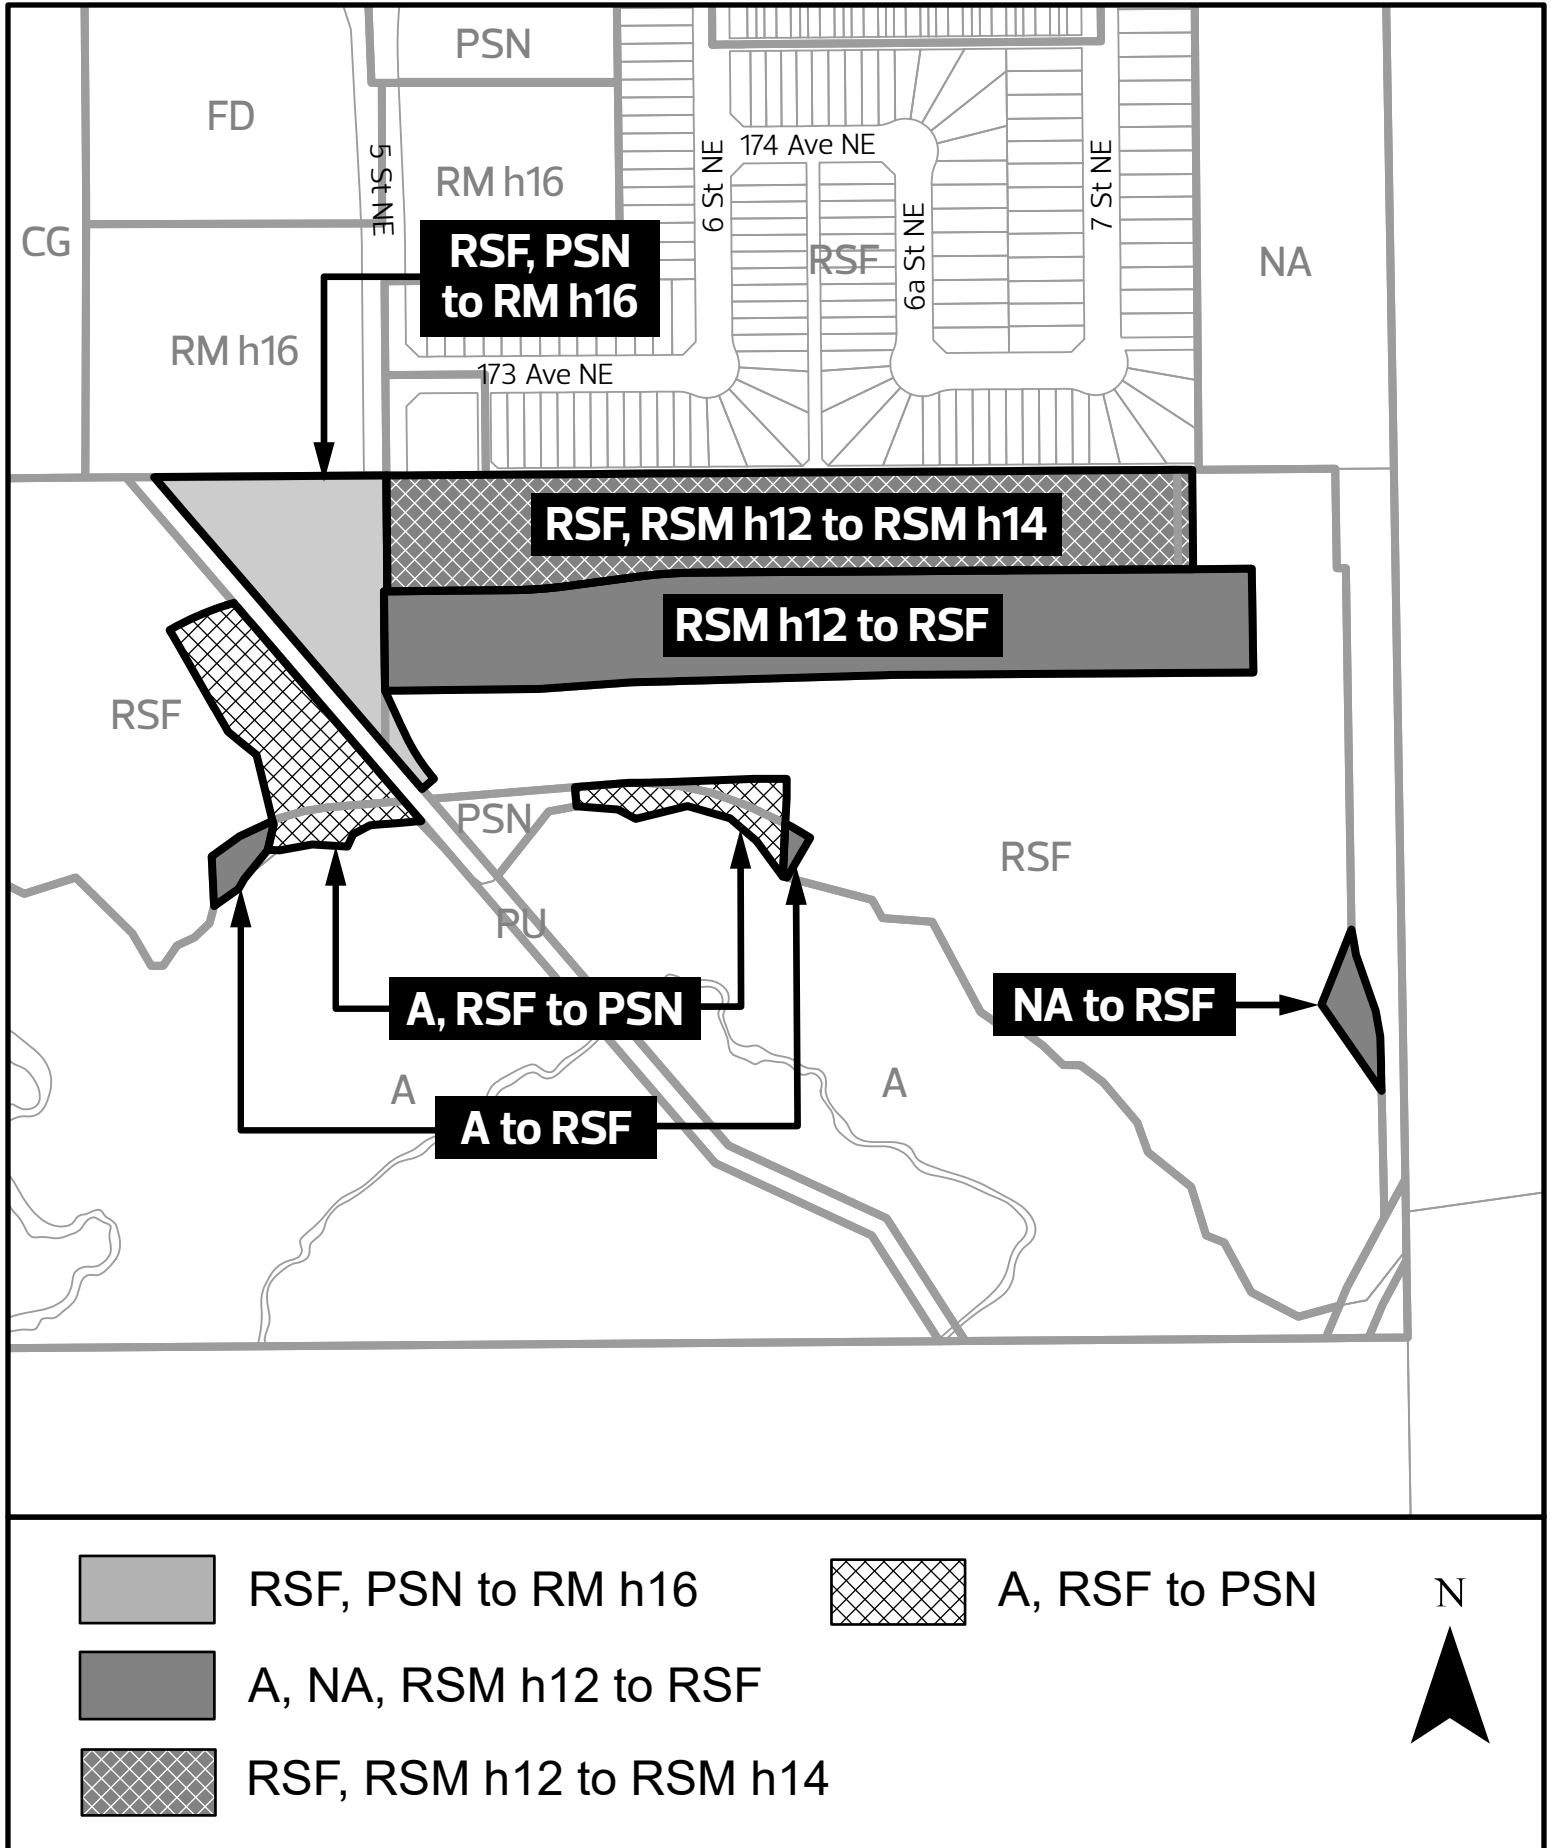 PSN
FD
174 Ave NE
5 St NE
6 St NE
7 St NE
RM h16
CG
RSF, PSN
to RM h16
RSF
6a St NE
NA
RM h16
173 Ave NE
RSF, RSM h12 to RSM h14
RSM h12 to RSF
RSF
PSN
RSF
PU
A, RSF to PSN
NA to RSF
A
A
A to RSF
RSF, PSN to RM h16
A, RSF to PSN
N
A, NA, RSM h12 to RSF
RSF, RSM h12 to RSM h14